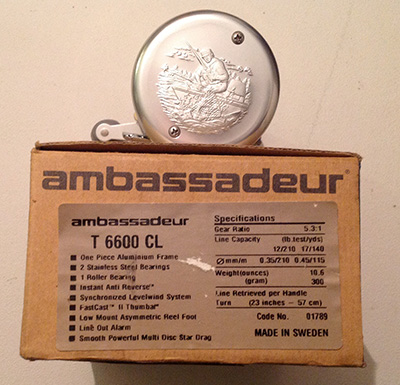 ambassadeur®
ambassadeur
T 6600 CL
■ One Piece Aluminium Frame
■ 2 Stainless Steel Bearings
■ 1 Roller Bearing
■ Instant Anti Reverse™
■ Synchronized Levelwind System
■ FastCast™ II Thumbar™
■ Low Mount Asymmetric Reel Foot
■ Line Out Alarm
■ Smooth Powerful Multi Disc Star Drag
Specifications
Gear Ratio 5.3:1
Line Capacity (lb.test/yds)
12/210 17/140
Ø mm/m 0.35/210 0.45/115
Weight(ounces) 10.6
(gram) 300
Line Retrieved per Handle
Turn (23 inches – 57 cm)
Code No: 01789
MADE IN SWEDEN